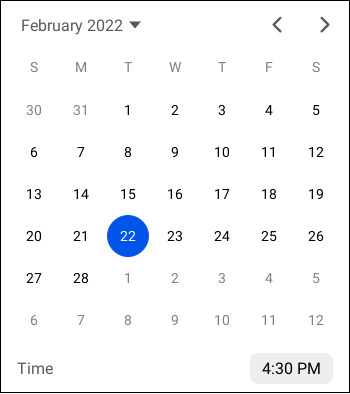 February 2022
S M T W T F S
30 31 1 2 3 4 5
6 7 8 9 10 11 12
13 14 15 16 17 18 19
20 21 22 23 24 25 26
27 28 1 2 3 4 5
6 7 8 9 10 11 12
Time 4:30 PM